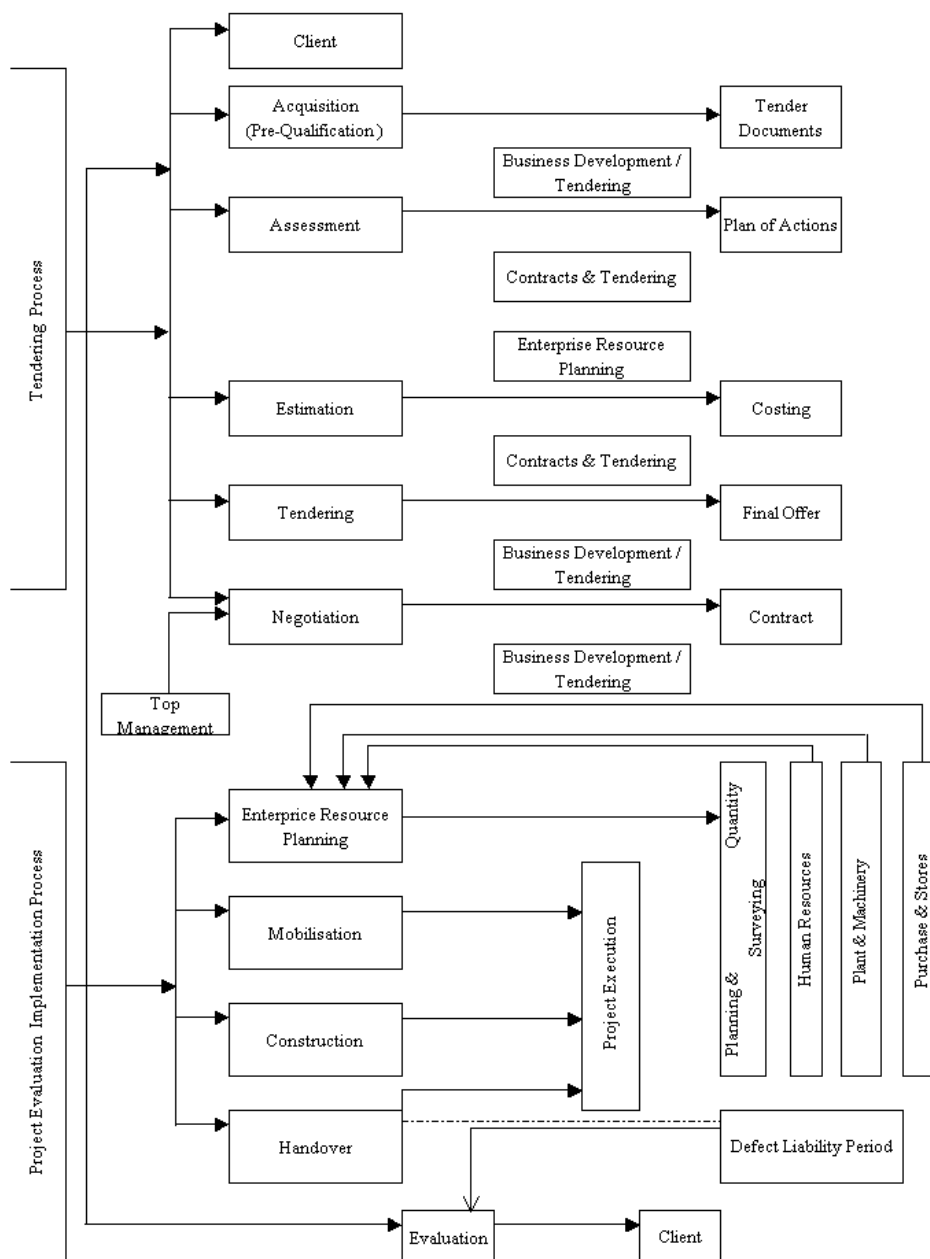 Client
Acquisition
(Pre-Qualification)
Tender
Documents
Business Development /
Tendering
Assessment
Plan of Actions
Contracts & Tendering
Tendering Process
Enterprise Resource
Planning
Estimation
Costing
Contracts & Tendering
Tendering
Final Offer
Business Development /
Tendering
Negotiation
Contract
Business Development /
Tendering
Top
Management
Project Evaluation Implementation Process
Enterprice Resource
Planning
Mobilisation
Construction
Handover
Project Execution
Planning & Quantity
Surveying
Human Resources
Plant & Machinery
Purchase & Stores
Defect Liability Period
Evaluation
Client